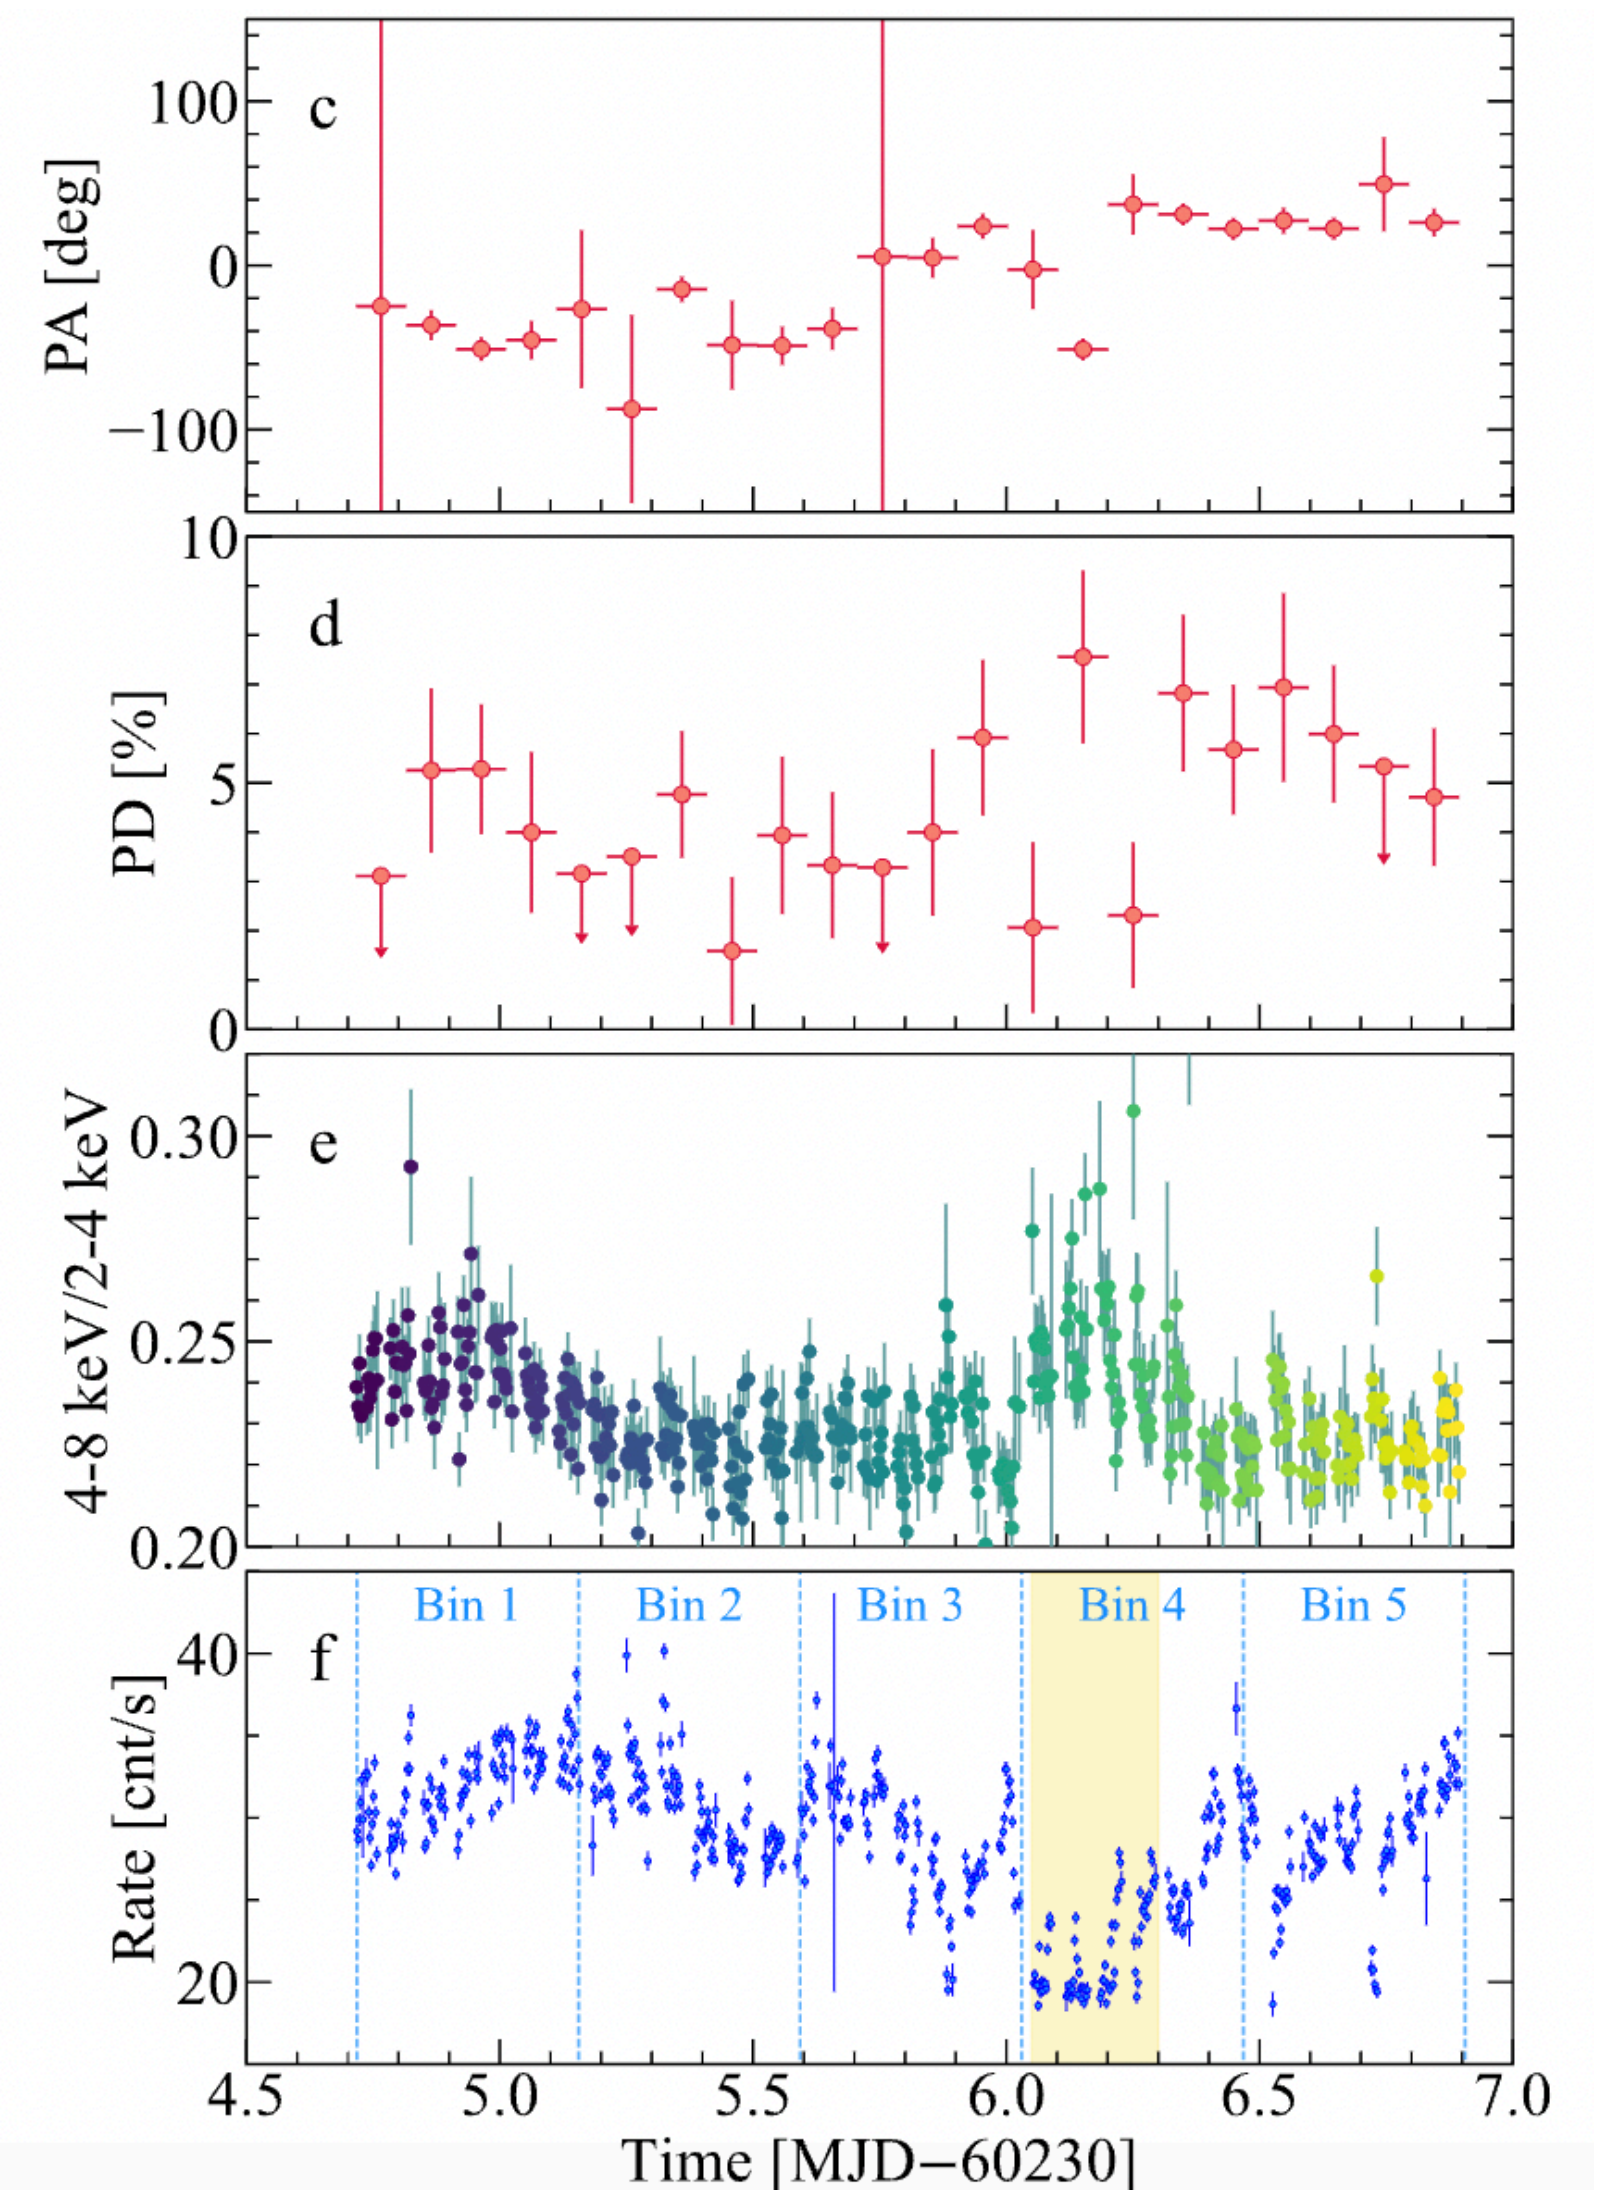 c
100
0
−100
PA [deg]
d
10
5
0
PD [%]
e
0.30
0.25
0.20
4-8 keV/2-4 keV
Bin 1 Bin 2 Bin 3 Bin 4 Bin 5
f
40
20
Rate [cnt/s]
4.5 5.0 5.5 6.0 6.5 7.0
Time [MJD−60230]